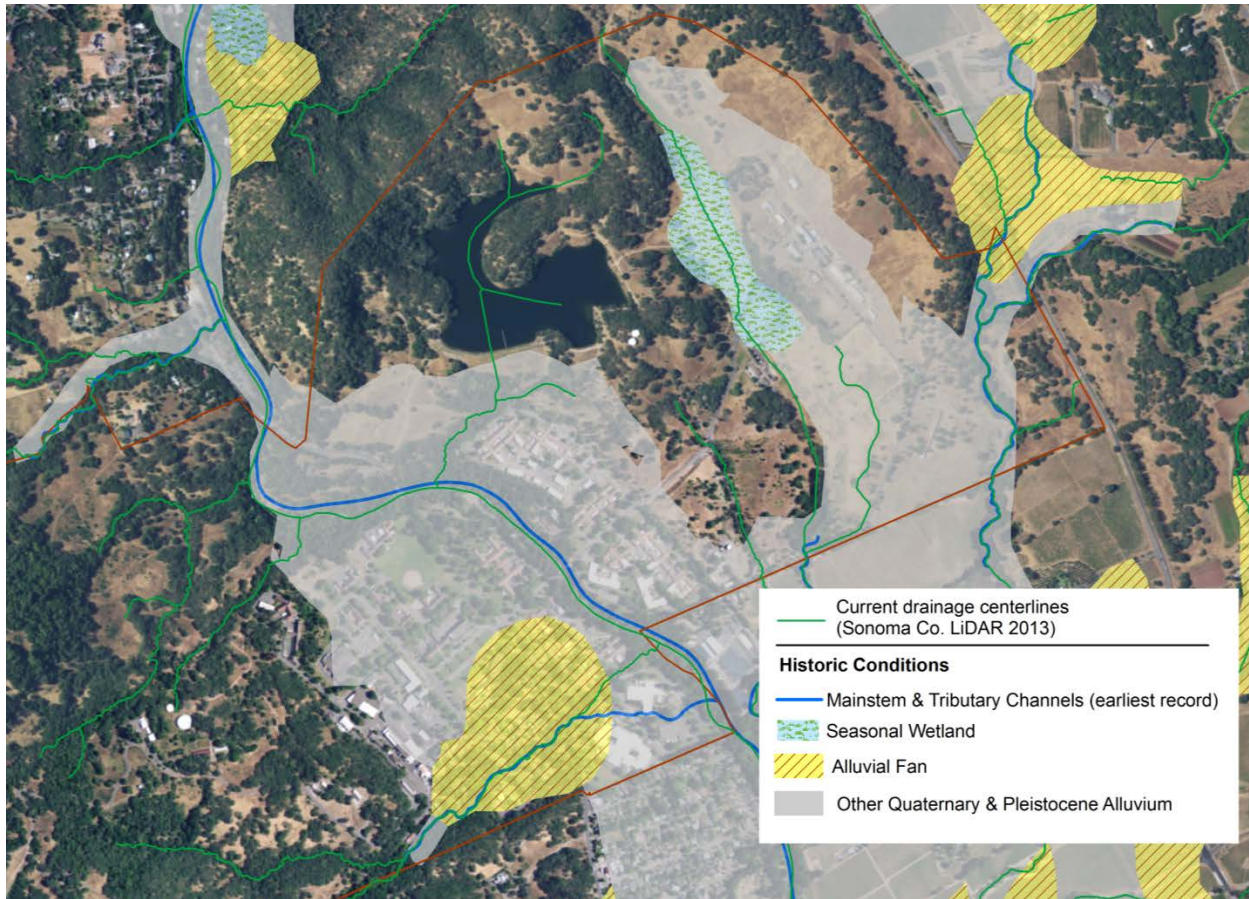 Current drainage centerlines
(Sonoma Co. LiDAR 2013)
Historic Conditions
Mainstem & Tributary Channels (earliest record)
Seasonal Wetland
Alluvial Fan
Other Quaternary & Pleistocene Alluvium